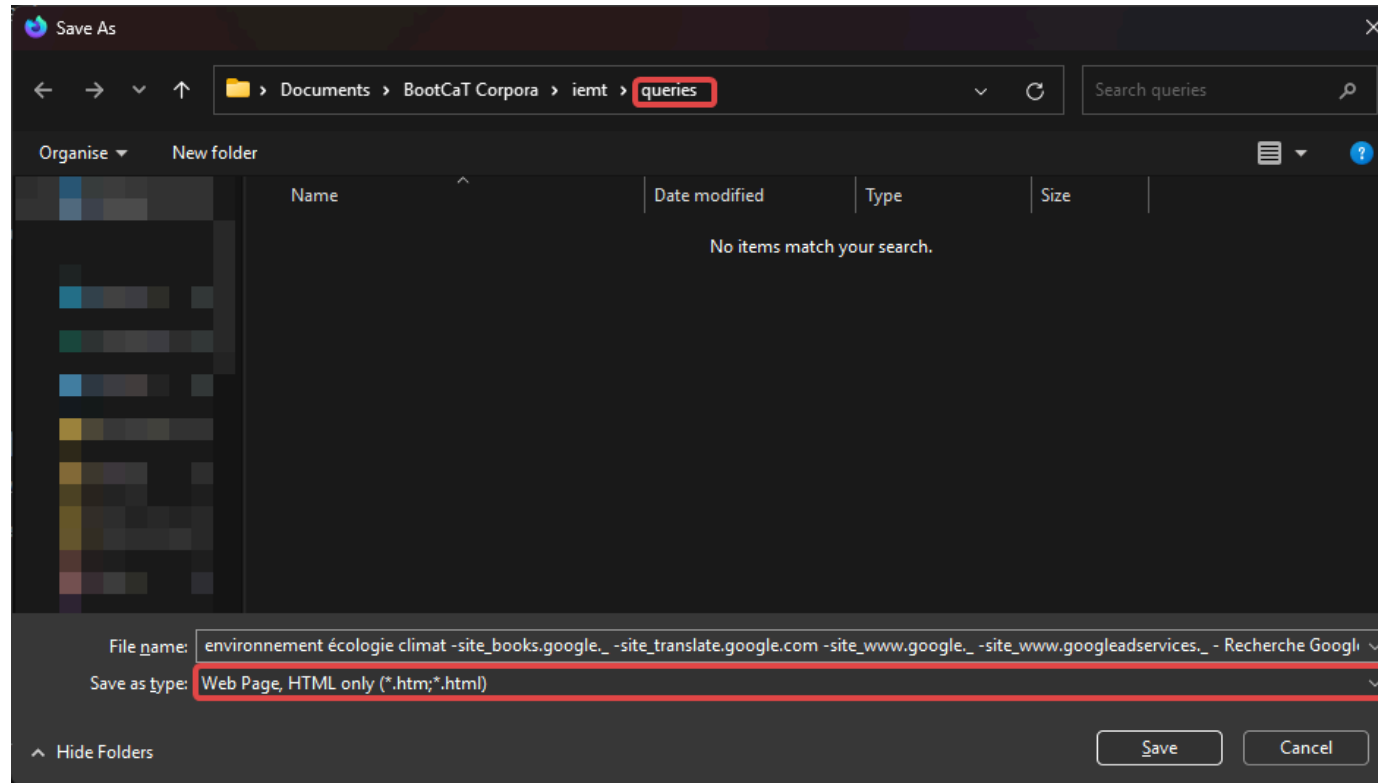 Save As
Documents > BootCaT Corpora > iemt > queries
Search queries
Organise
New folder
?
Name
Date modified
Type
Size
No items match your search.
File name: environnement écologie climat -site_books.google._ -site_translate.google.com -site_www.google._ -site_www.googleadservices._ - Recherche
Save as type: Web Page, HTML only (*.htm;*.html)
Hide Folders
Save
Cancel